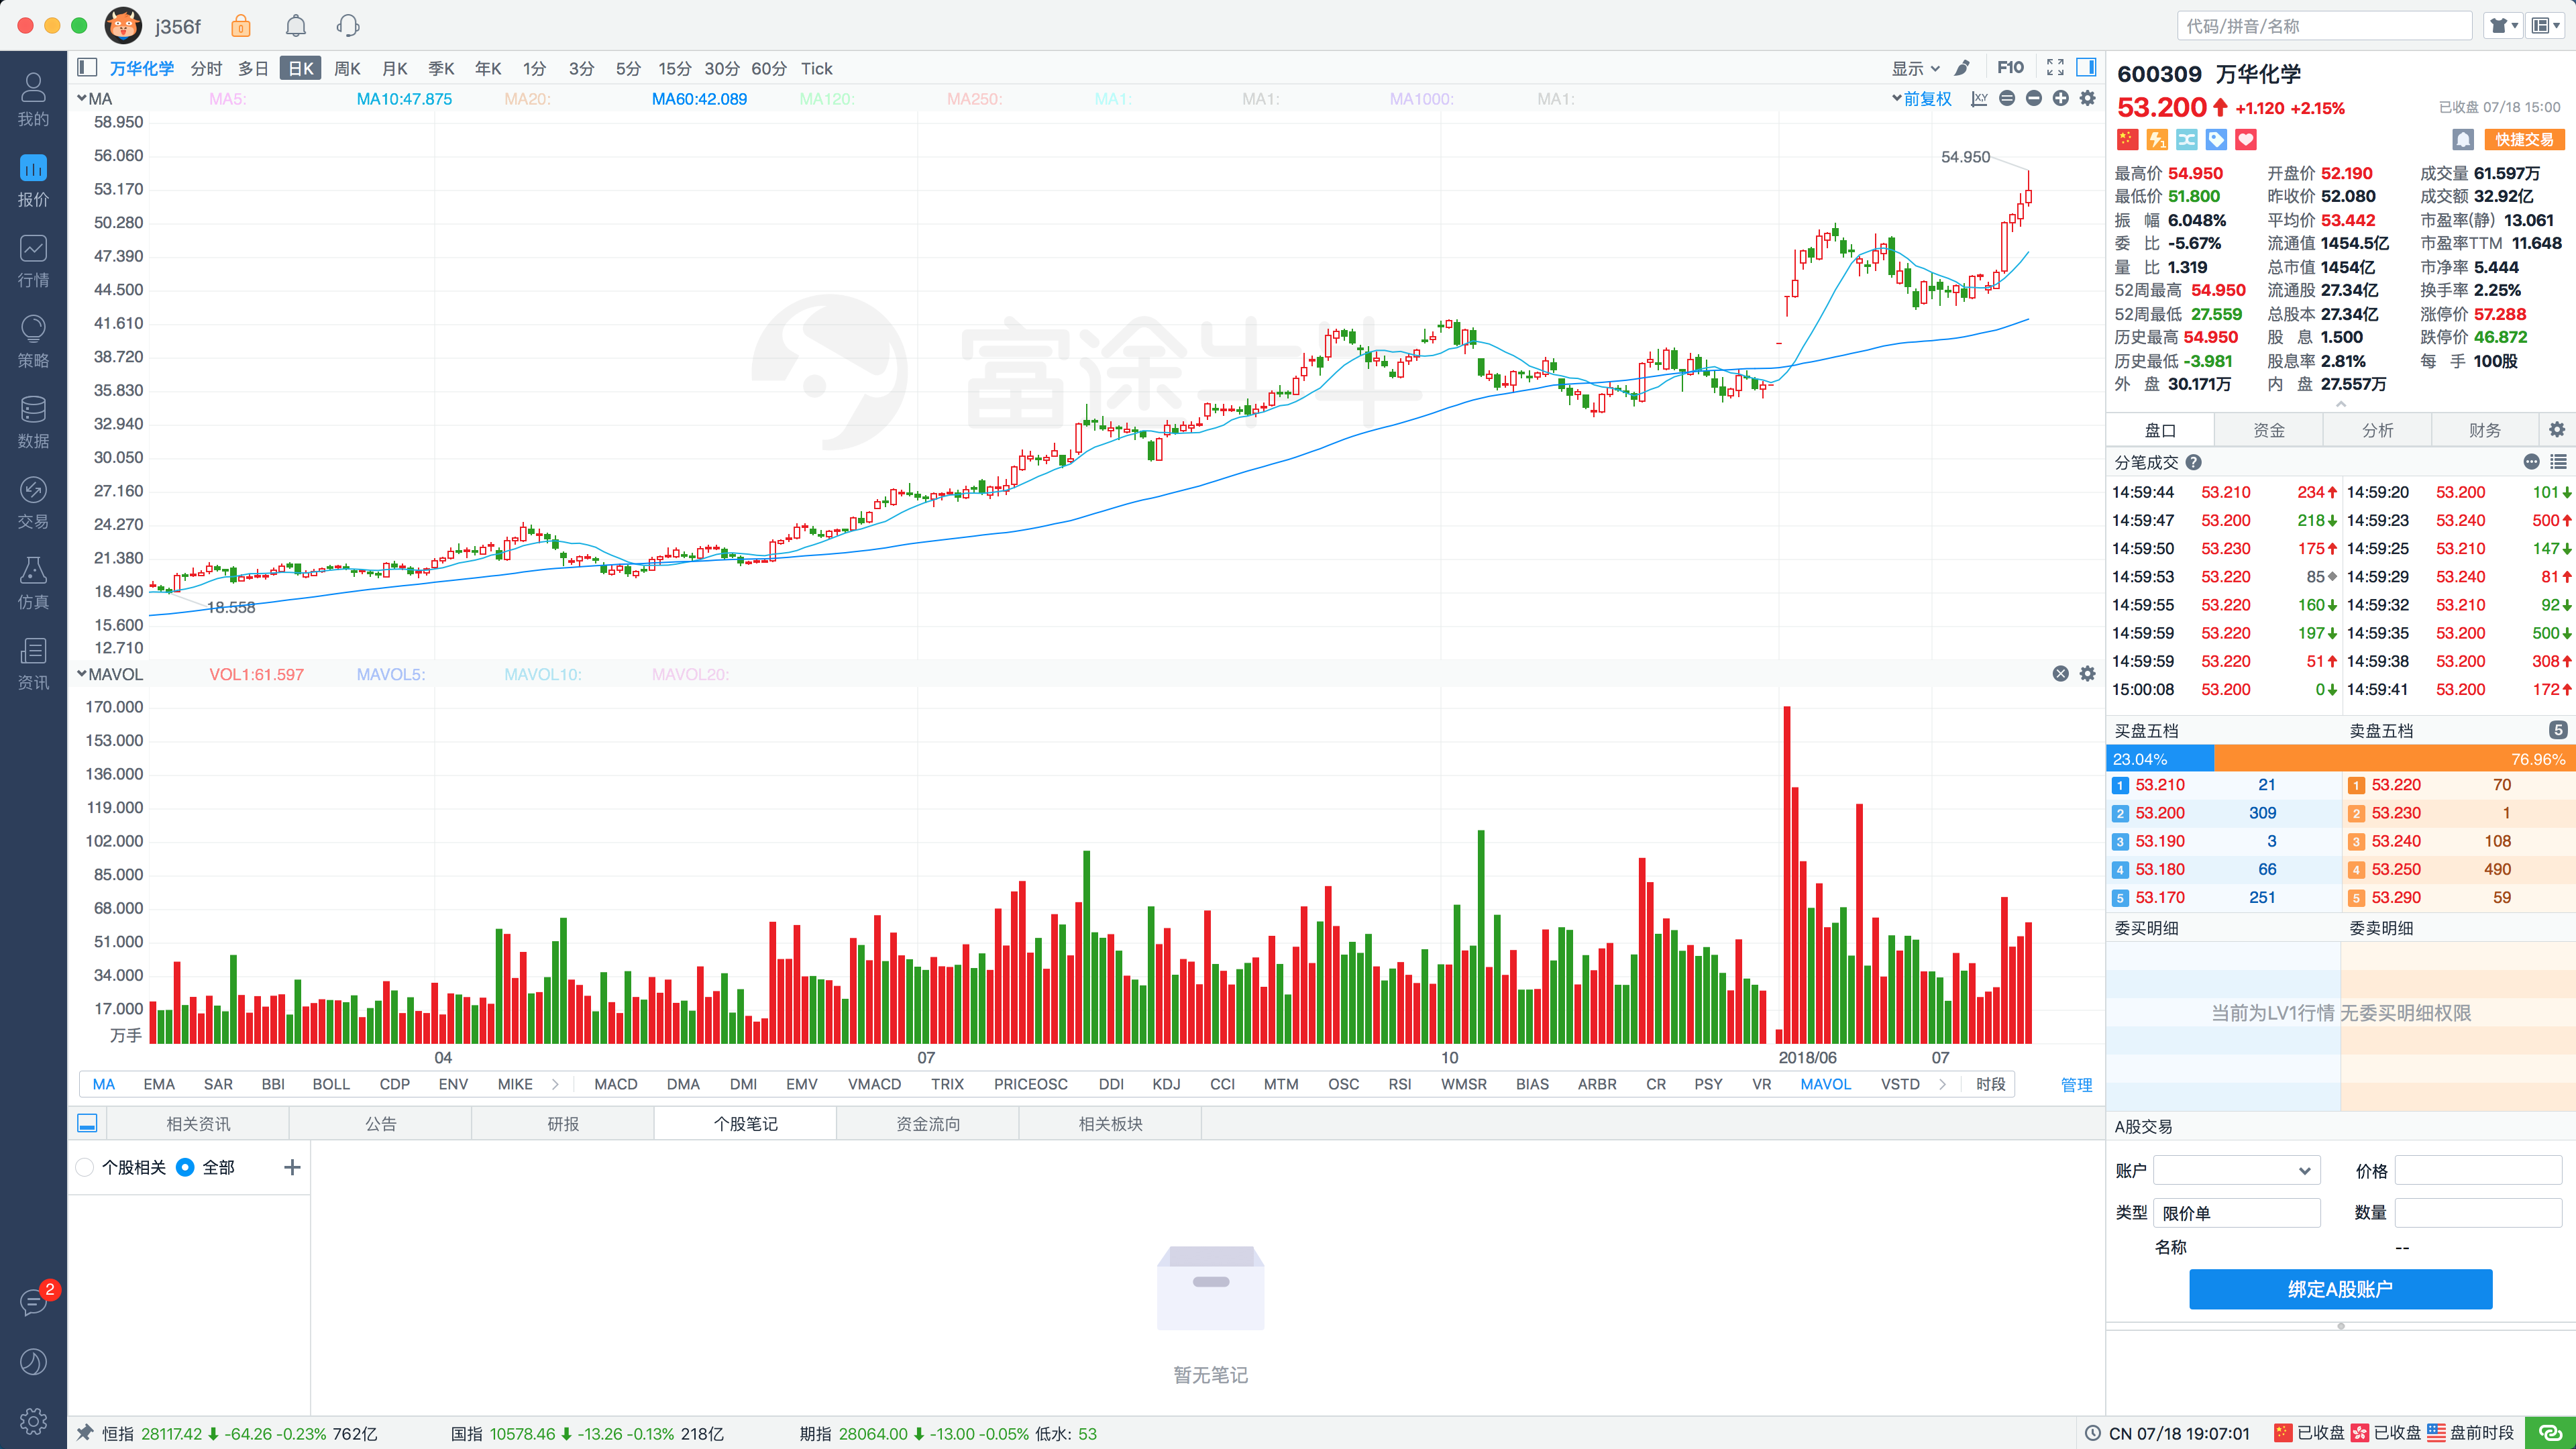 j356f
代码/拼音/名称
我的
报价
行情
策略
数据
交易
仿真
资讯
2
万华化学 分时 多日 日K 周K 月K 季K 年K 1分 3分 5分 15分 30分 60分 Tick
显示 F10
MA MA5: MA10:47.875 MA20: MA60:42.089 MA120: MA250: MA1: MA1: MA1000: MA1:
前复权
58.950
56.060
53.170
50.280
47.390
44.500
41.610
38.720
35.830
32.940
30.050
27.160
24.270
21.380
18.490
15.600
12.710
54.950
18.558
富途牛牛
MAVOL VOL1:61.597 MAVOL5: MAVOL10: MAVOL20:
170.000
153.000
136.000
119.000
102.000
85.000
68.000
51.000
34.000
17.000
万手
04 07 10 2018/06 07
MA EMA SAR BBI BOLL CDP ENV MIKE MACD DMA DMI EMV VMACD TRIX PRICEOSC DDI KDJ CCI MTM OSC RSI WMSR BIAS ARBR CR PSY VR MAVOL VSTD 时段 管理
相关资讯 公告 研报 个股笔记 资金流向 相关板块
个股相关 全部
暂无笔记
600309 万华化学
53.200 +1.120 +2.15% 已收盘 07/18 15:00
快捷交易
最高价 54.950 开盘价 52.190 成交量 61.597万
最低价 51.800 昨收价 52.080 成交额 32.92亿
振 幅 6.048% 平均价 53.442 市盈率(静) 13.061
委 比 -5.67% 流通值 1454.5亿 市盈率TTM 11.648
量 比 1.319 总市值 1454亿 市净率 5.444
52周最高 54.950 流通股 27.34亿 换手率 2.25%
52周最低 27.559 总股本 27.34亿 涨停价 57.288
历史最高 54.950 股 息 1.500 跌停价 46.872
历史最低 -3.981 股息率 2.81% 每 手 100股
外 盘 30.171万 内 盘 27.557万
盘口 资金 分析 财务
分笔成交
14:59:44 53.210 234 14:59:20 53.200 101
14:59:47 53.200 218 14:59:23 53.240 500
14:59:50 53.230 175 14:59:25 53.210 147
14:59:53 53.220 85 14:59:29 53.240 81
14:59:55 53.220 160 14:59:32 53.210 92
14:59:59 53.220 197 14:59:35 53.200 500
14:59:59 53.220 51 14:59:38 53.200 308
15:00:08 53.200 0 14:59:41 53.200 172
买盘五档 卖盘五档 5
23.04% 76.96%
1 53.210 21 1 53.220 70
2 53.200 309 2 53.230 1
3 53.190 3 3 53.240 108
4 53.180 66 4 53.250 490
5 53.170 251 5 53.290 59
委买明细 委卖明细
当前为LV1行情 无委买明细权限
A股交易
账户 价格
类型 限价单 数量
名称 --
绑定A股账户
恒指 28117.42 -64.26 -0.23% 762亿 国指 10578.46 -13.26 -0.13% 218亿 期指 28064.00 -13.00 -0.05% 低水: 53
CN 07/18 19:07:01 已收盘 已收盘 盘前时段